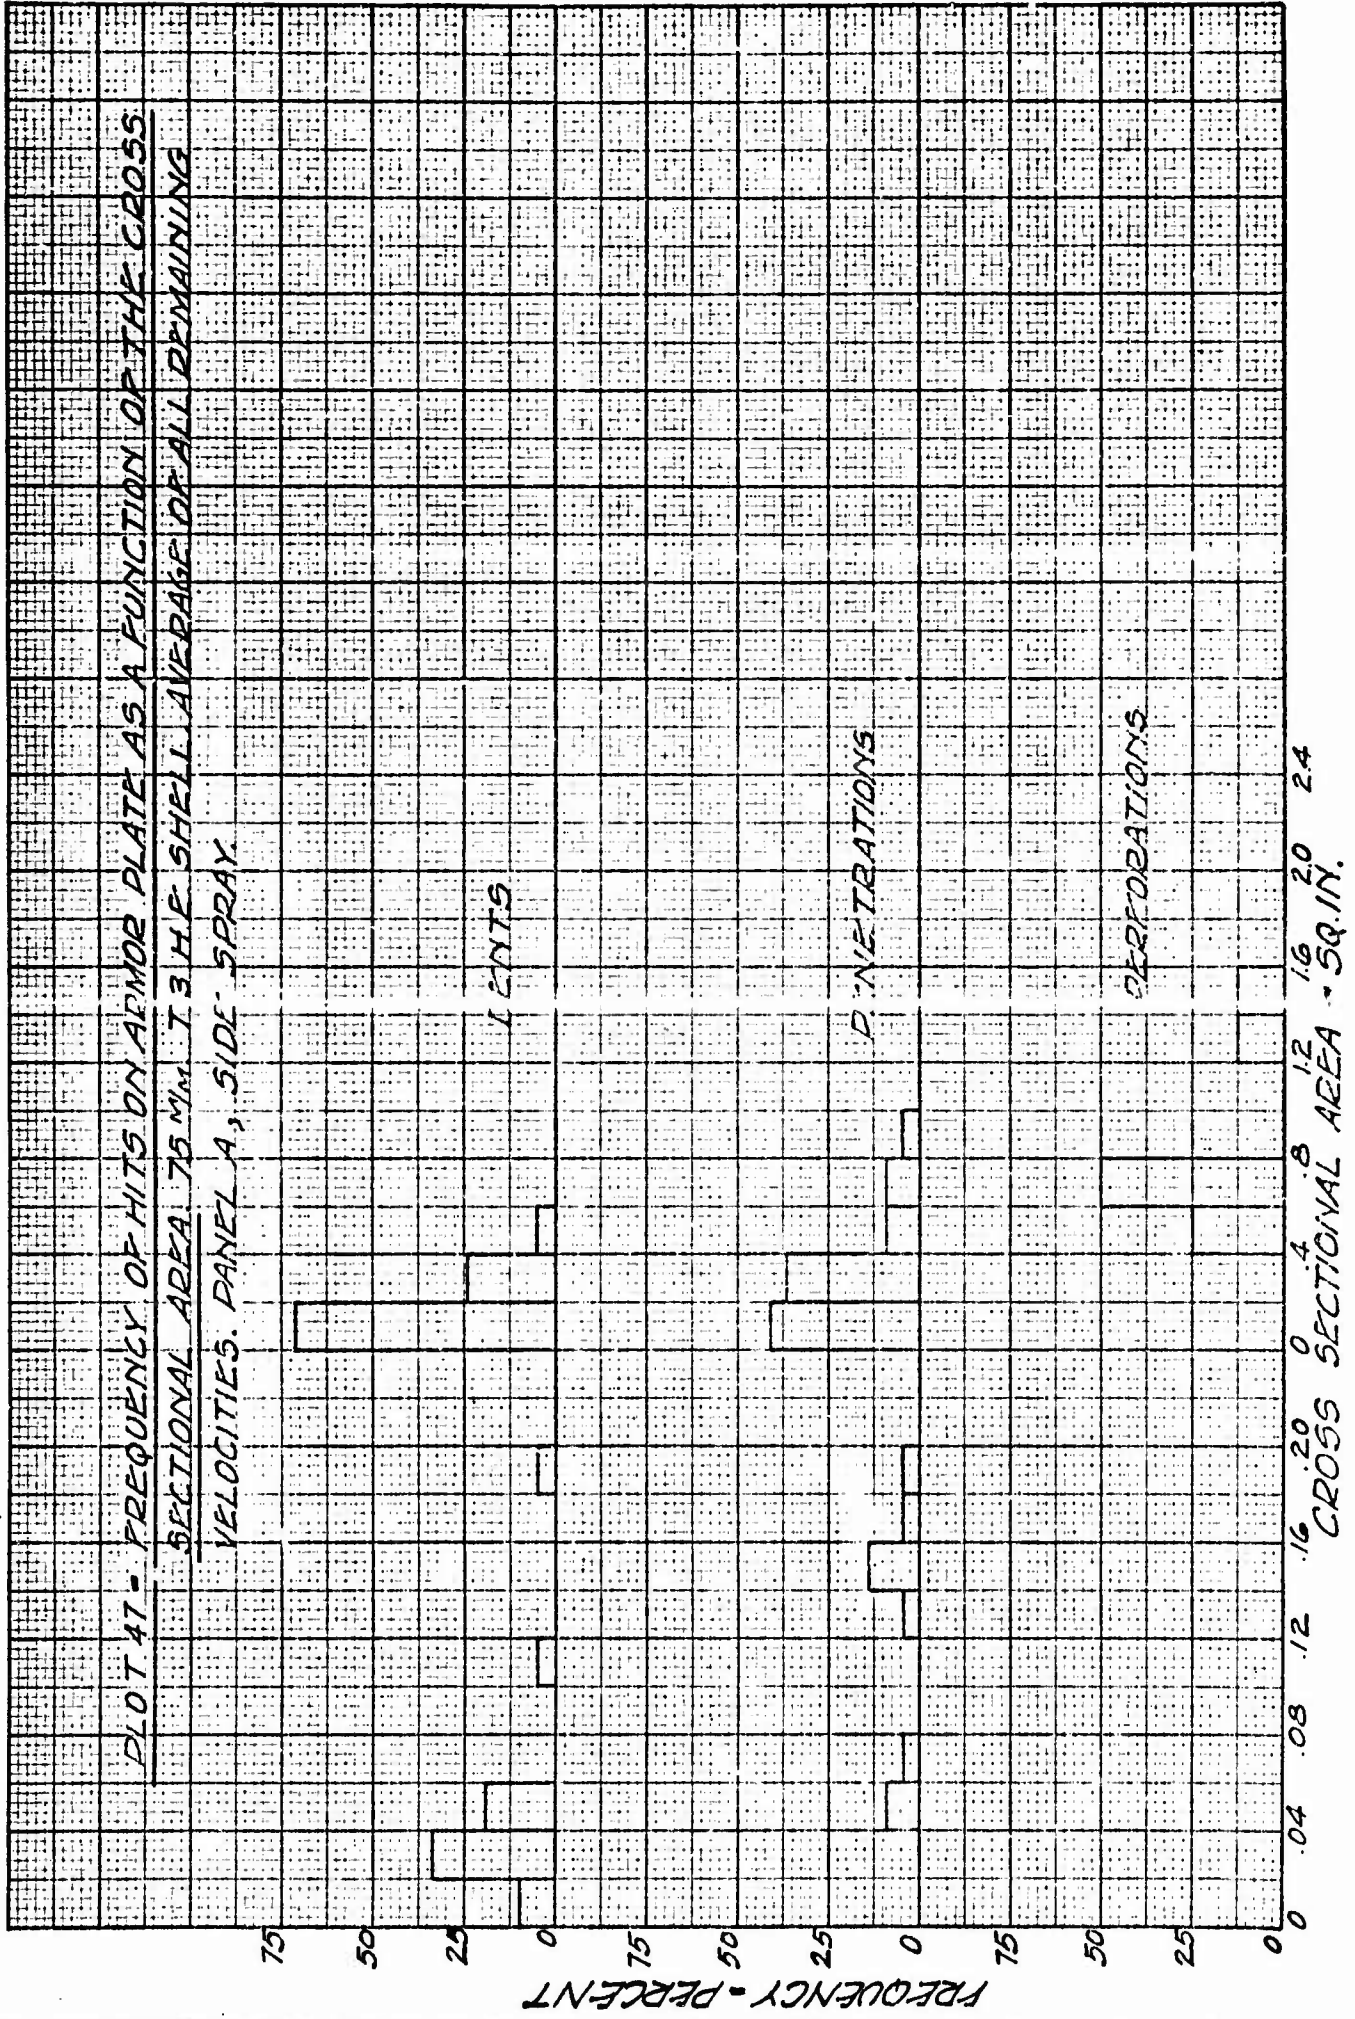 PLOT 47 - FREQUENCY OF HITS ON ARMOR PLATE AS A FUNCTION OF THE CROSS
SECTIONAL AREA. 75 M/M T3 H.E. SHELL. AVERAGE OF ALL REMAINING
VELOCITIES. PANEL A, SIDE SPRAY.
FREQUENCY - PERCENT
75
50
25
0
DENTS
75
50
25
0
PENETRATIONS
75
50
25
0
PERFORATIONS
0 .04 .08 .12 .16 .20 0 .4 .8 1.2 1.6 2.0 2.4
CROSS SECTIONAL AREA - SQ. IN.